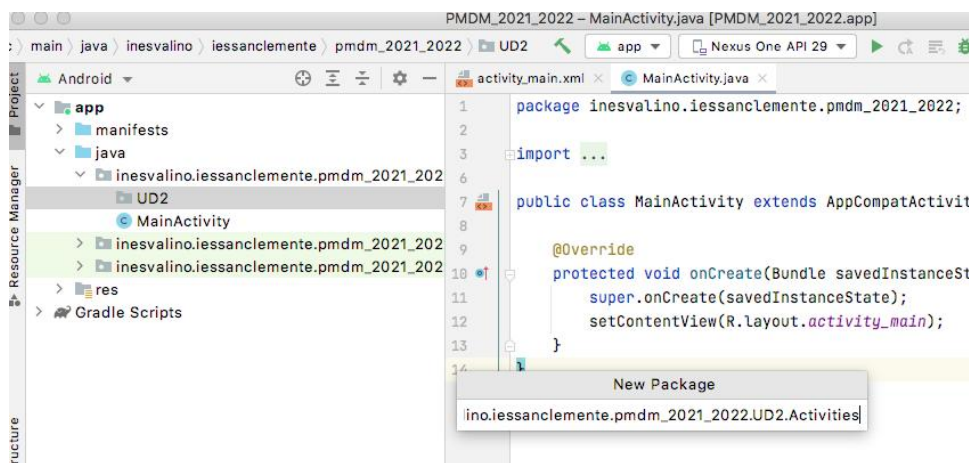 PMDM_2021_2022 – MainActivity.java [PMDM_2021_2022.app]
main java inesvalino iessanclemente pmdm_2021_2022 UD2 app Nexus One API 29
Project
Resource Manager
ructure
Android
app
manifests
java
inesvalino.iessanclemente.pmdm_2021_202
UD2
MainActivity
inesvalino.iessanclemente.pmdm_2021_202
inesvalino.iessanclemente.pmdm_2021_202
res
Gradle Scripts
activity_main.xml MainActivity.java
1 package inesvalino.iessanclemente.pmdm_2021_2022;
2
3 import ...
6
7 public class MainActivity extends AppCompatActivit
8
9 @Override
10 protected void onCreate(Bundle savedInstanceSt
11 super.onCreate(savedInstanceState);
12 setContentView(R.layout.activity_main);
13 }
14 }
New Package
ino.iessanclemente.pmdm_2021_2022.UD2.Activities